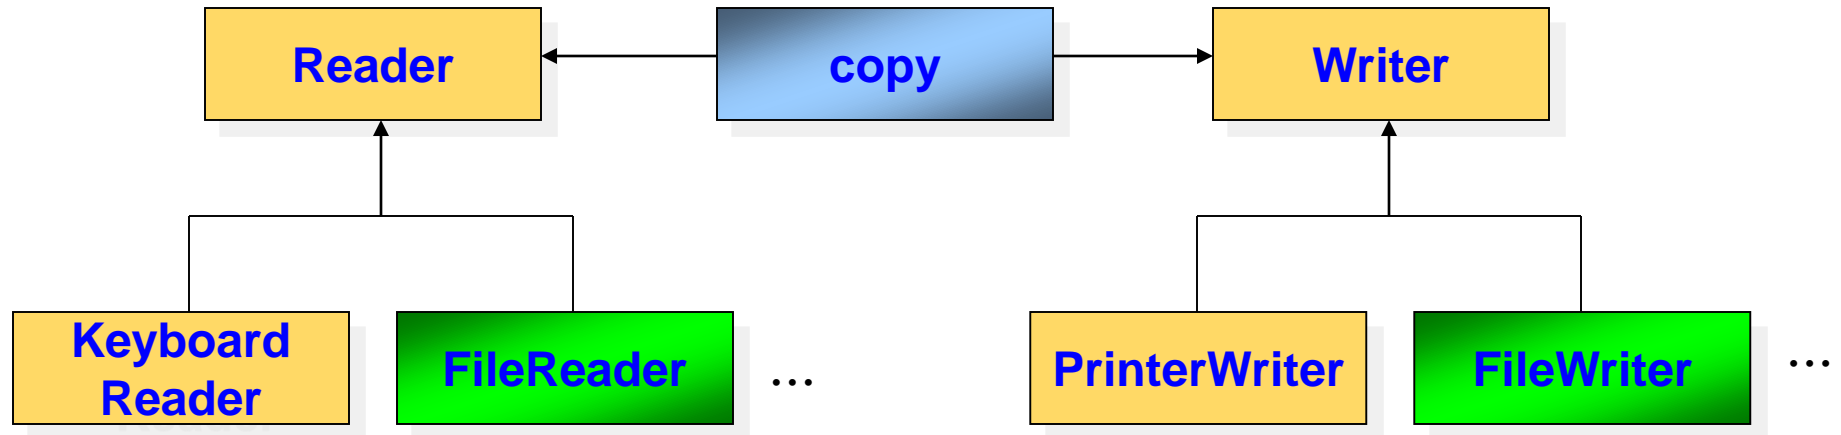 Reader
copy
Writer
Keyboard
Reader
FileReader
...
PrinterWriter
FileWriter
...